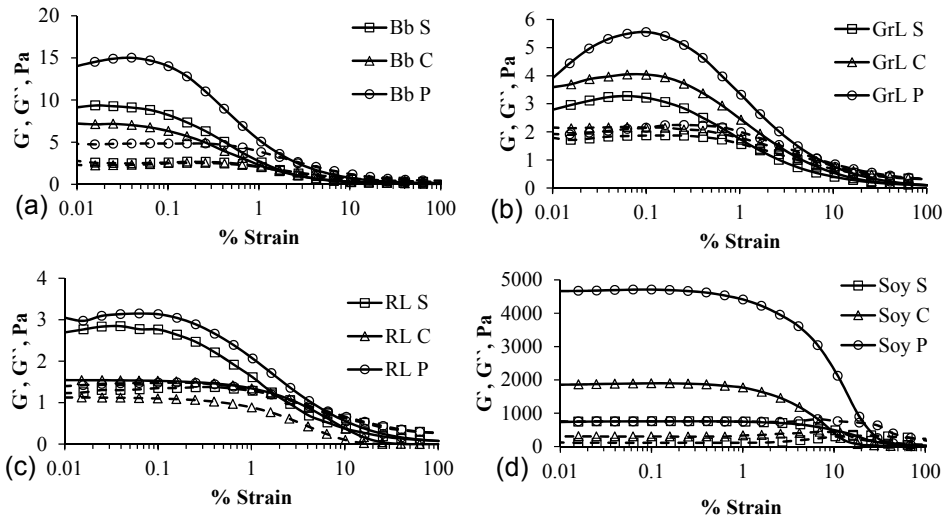 15
10
5
0
G`, G``, Pa
0.01 0.1 1 10 100
% Strain
Bb S
Bb C
Bb P
(a)
6
5
4
3
2
1
0
G`, G``, Pa
0.01 0.1 1 10 100
% Strain
GrL S
GrL C
GrL P
(b)
4
3
2
1
0
G`, G``, Pa
0.01 0.1 1 10 100
% Strain
RL S
RL C
RL P
(c)
5000
4000
3000
2000
1000
0
G`, G``, Pa
0.01 0.1 1 10 100
% Strain
Soy S
Soy C
Soy P
(d)